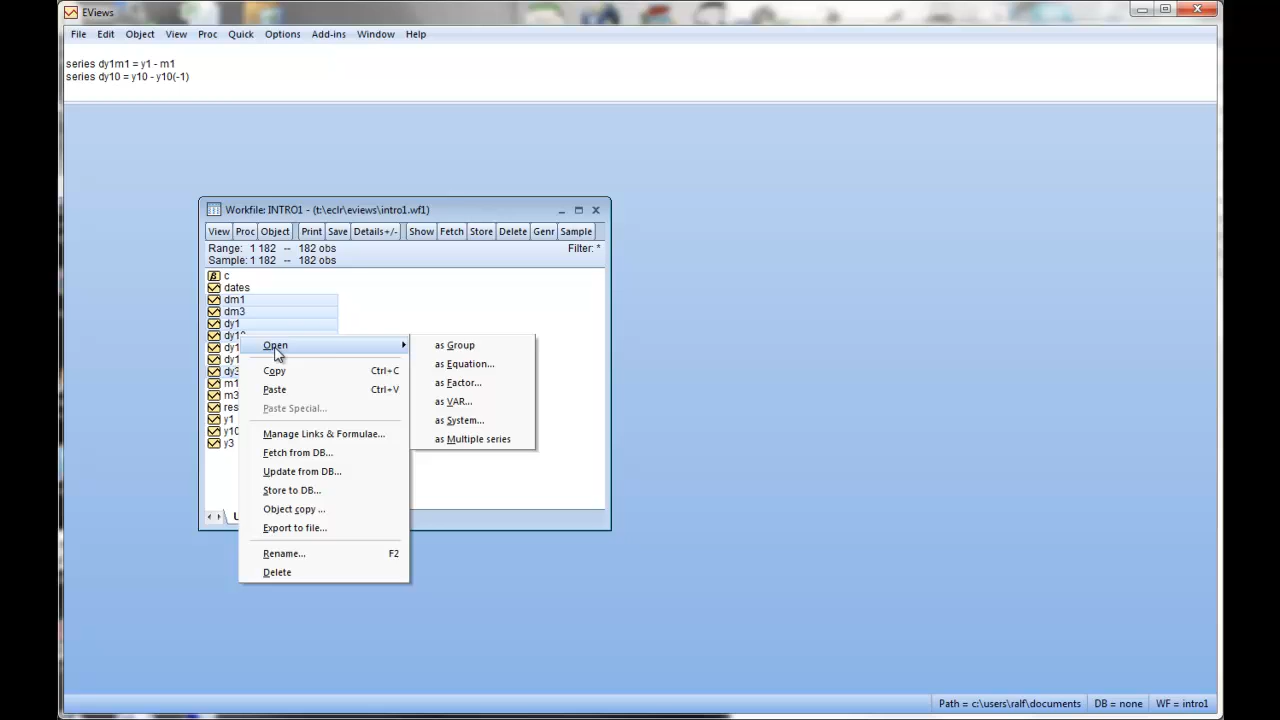 EViews
File Edit Object View Proc Quick Options Add-ins Window Help
series dy1m1 = y1 - m1
series dy10 = y10 - y10(-1)
Workfile: INTRO1 - (t:\eclr\eviews\intro1.wf1)
View Proc Object Print Save Details+/- Show Fetch Store Delete Genr Sample
Range: 1 182 -- 182 obs Filter: *
Sample: 1 182 -- 182 obs
c
dates
dm1
dm3
dy1
Open
Copy Ctrl+C
Paste Ctrl+V
Paste Special...
Manage Links & Formulae...
Fetch from DB...
Update from DB...
Store to DB...
Object copy ...
Export to file...
Rename... F2
Delete
as Group
as Equation...
as Factor...
as VAR...
as System...
as Multiple series
y1
y10
y3
Path = c:\users\ralf\documents DB = none WF = intro1